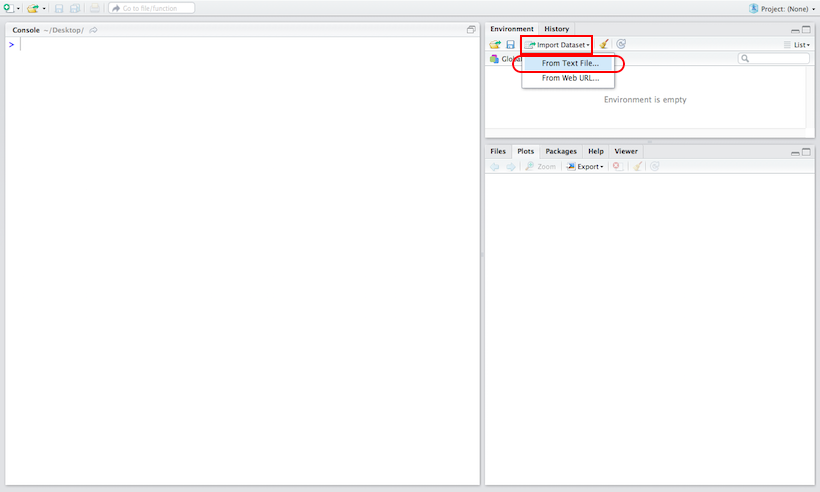 Go to file/function
Project: (None)
Console ~/Desktop/
>
Environment History
Import Dataset
List
Global
From Text File...
From Web URL...
Environment is empty
Files Plots Packages Help Viewer
Zoom Export